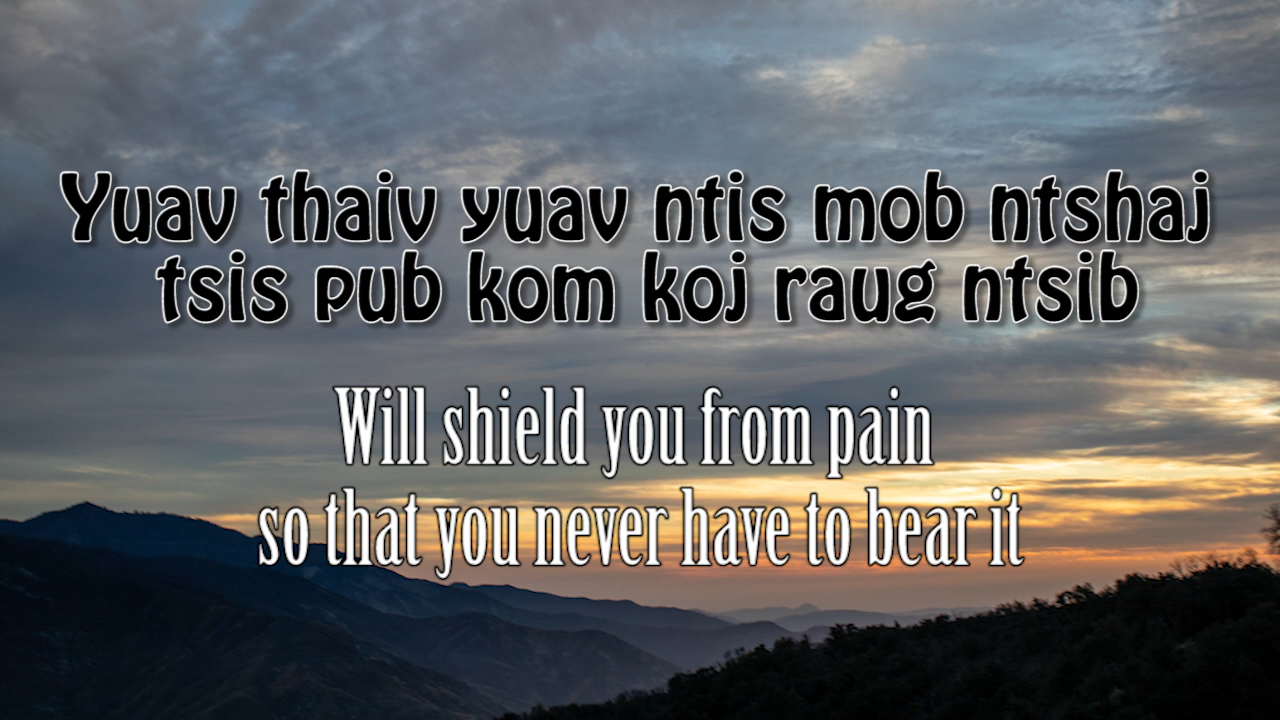 Yuav thaiv yuav ntis mob ntshaj
tsis pub kom koj raug ntsib
Will shield you from pain
so that you never have to bear it